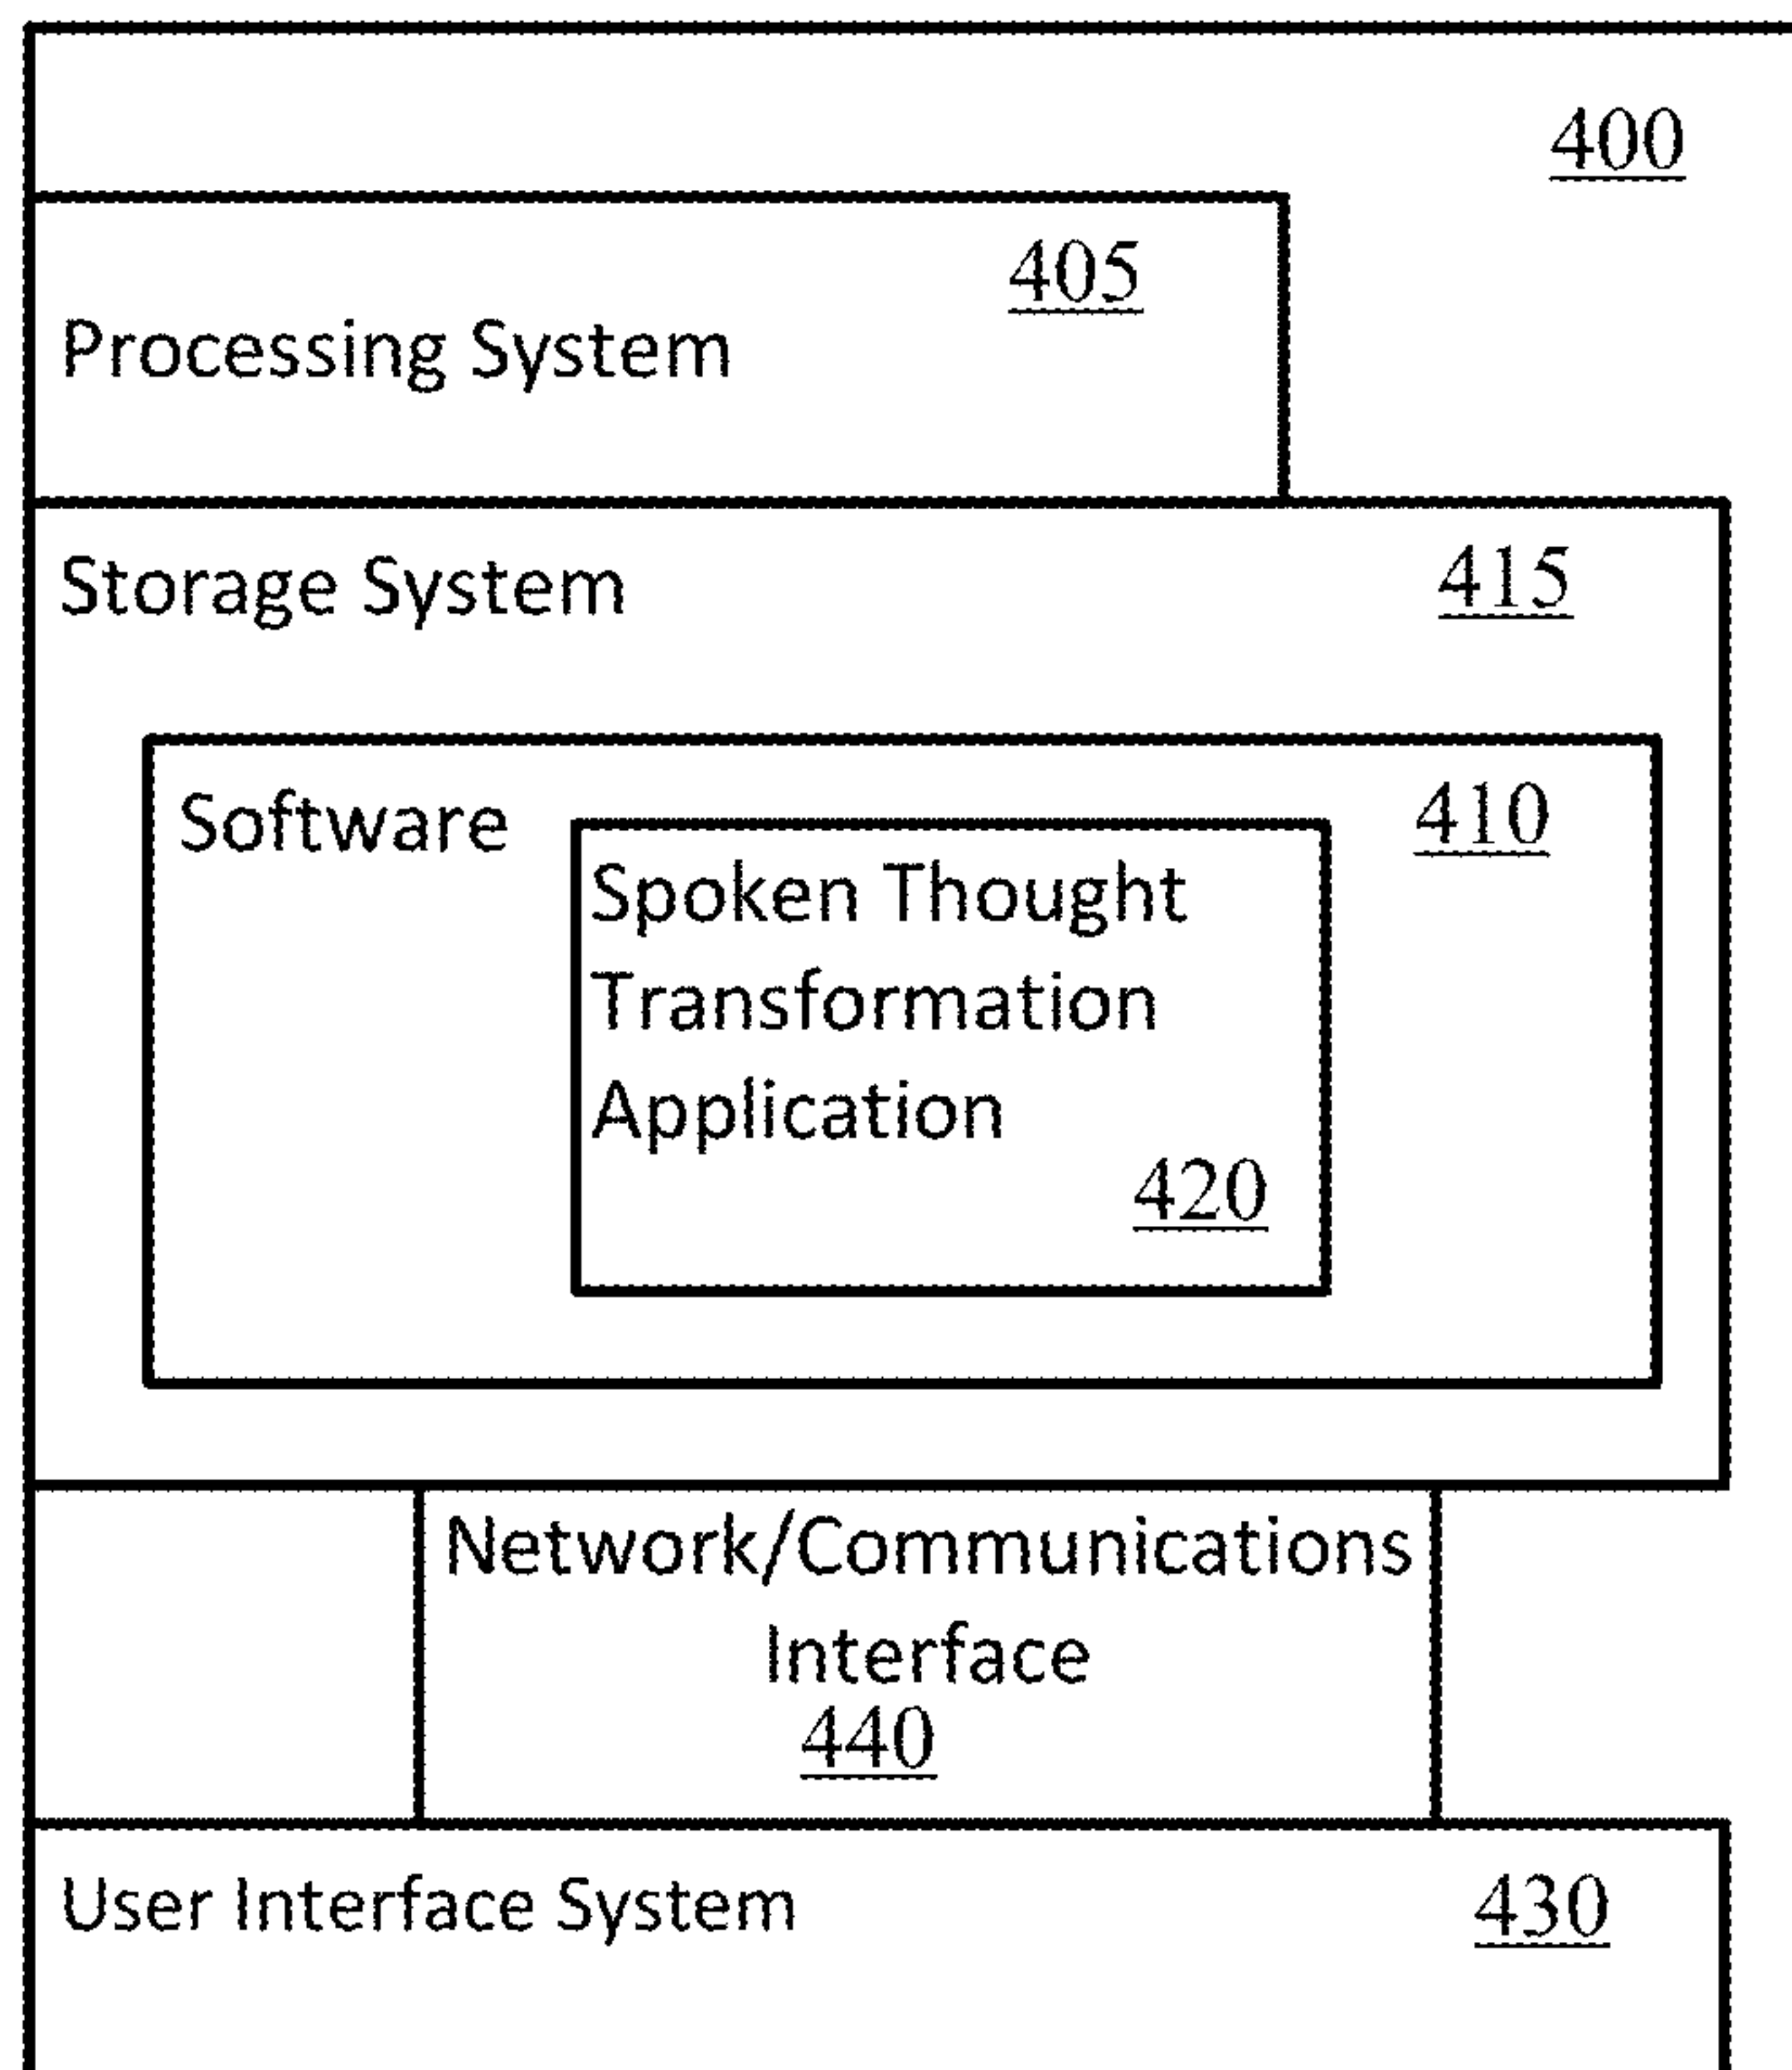 400
405
Processing System
Storage System 415
Software 410
Spoken Thought
Transformation
Application
420
Network/Communications
Interface
440
User Interface System 430